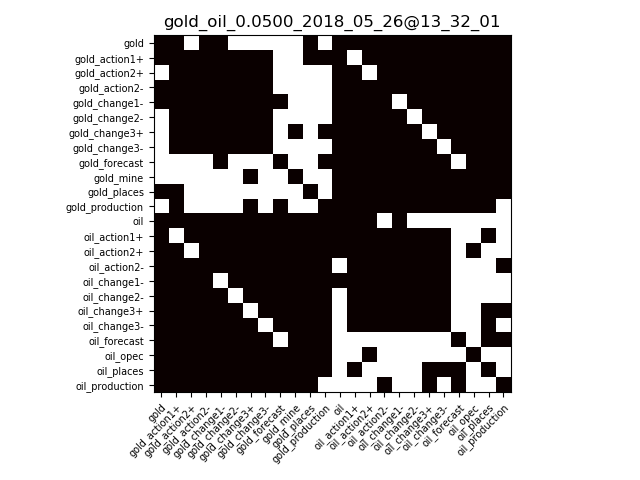 gold_oil_0.0500_2018_05_26@13_32_01
gold
gold_action1+
gold_action2+
gold_action2-
gold_change1-
gold_change2-
gold_change3+
gold_change3-
gold_forecast
gold_mine
gold_places
gold_production
oil
oil_action1+
oil_action2+
oil_action2-
oil_change1-
oil_change2-
oil_change3+
oil_change3-
oil_forecast
oil_opec
oil_places
oil_production
gold
gold_action1+
gold_action2+
gold_action2-
gold_change1-
gold_change2-
gold_change3+
gold_change3-
gold_forecast
gold_mine
gold_places
gold_production
oil
oil_action1+
oil_action2+
oil_action2-
oil_change1-
oil_change2-
oil_change3+
oil_change3-
oil_forecast
oil_opec
oil_places
oil_production